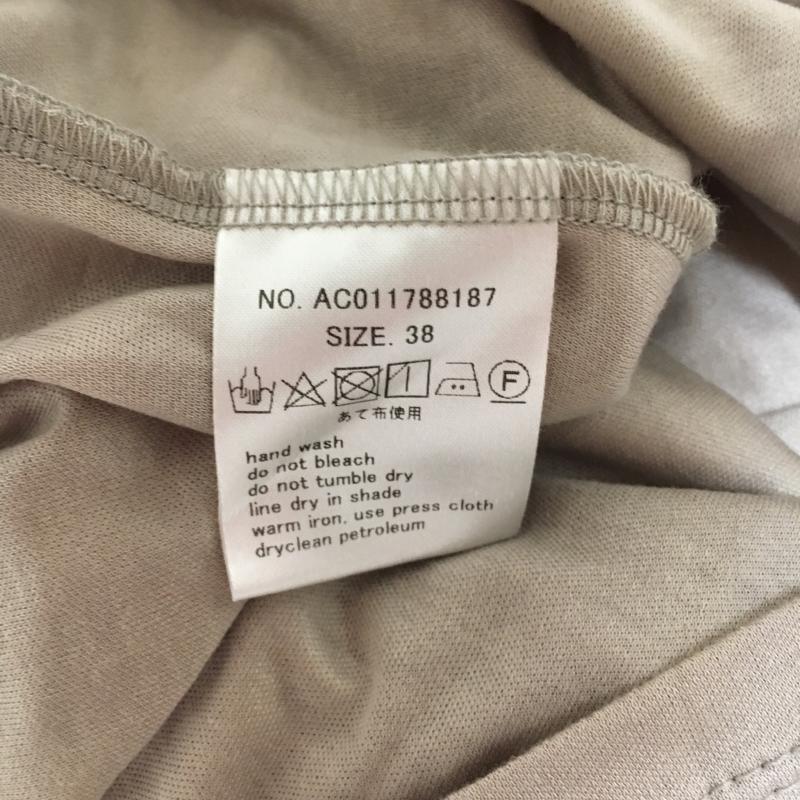 NO. AC011788187
SIZE. 38
F
あて布使用
hand wash
do not bleach
do not tumble dry
line dry in shade
warm iron, use press cloth
dryclean petroleum